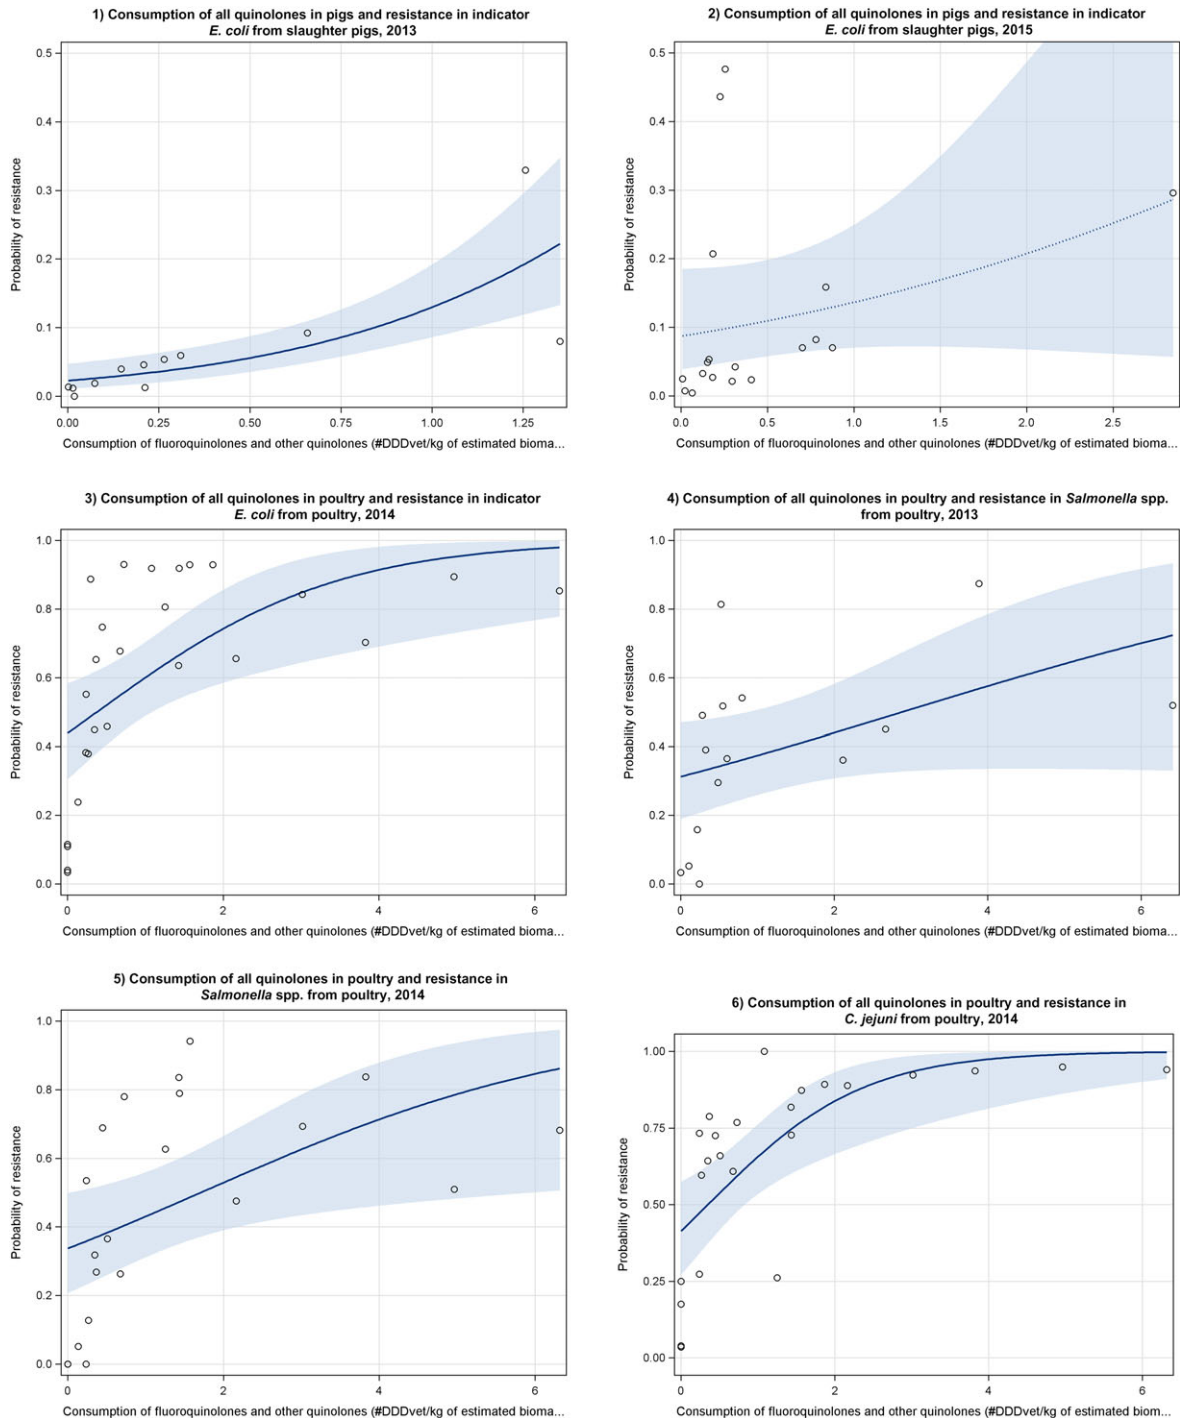 1) Consumption of all quinolones in pigs and resistance in indicator
E. coli from slaughter pigs, 2013
0.5
0.4
0.3
0.2
0.1
0.0
Probability of resistance
0.00
0.25
0.50
0.75
1.00
1.25
Consumption of fluoroquinolones and other quinolones (#DDDvet/kg of estimated bioma...
2) Consumption of all quinolones in pigs and resistance in indicator
E. coli from slaughter pigs, 2015
0.5
0.4
0.3
0.2
0.1
0.0
Probability of resistance
0.0
0.5
1.0
1.5
2.0
2.5
Consumption of fluoroquinolones and other quinolones (#DDDvet/kg of estimated bioma...
3) Consumption of all quinolones in poultry and resistance in indicator
E. coli from poultry, 2014
1.0
0.8
0.6
0.4
0.2
0.0
Probability of resistance
0
2
4
6
Consumption of fluoroquinolones and other quinolones (#DDDvet/kg of estimated bioma...
4) Consumption of all quinolones in poultry and resistance in Salmonella spp.
from poultry, 2013
1.0
0.8
0.6
0.4
0.2
0.0
Probability of resistance
0
2
4
6
Consumption of fluoroquinolones and other quinolones (#DDDvet/kg of estimated bioma...
5) Consumption of all quinolones in poultry and resistance in
Salmonella spp. from poultry, 2014
1.0
0.8
0.6
0.4
0.2
0.0
Probability of resistance
0
2
4
6
Consumption of fluoroquinolones and other quinolones (#DDDvet/kg of estimated bioma...
6) Consumption of all quinolones in poultry and resistance in
C. jejuni from poultry, 2014
1.00
0.75
0.50
0.25
0.00
Probability of resistance
0
2
4
6
Consumption of fluoroquinolones and other quinolones (#DDDvet/kg of estimated biom...